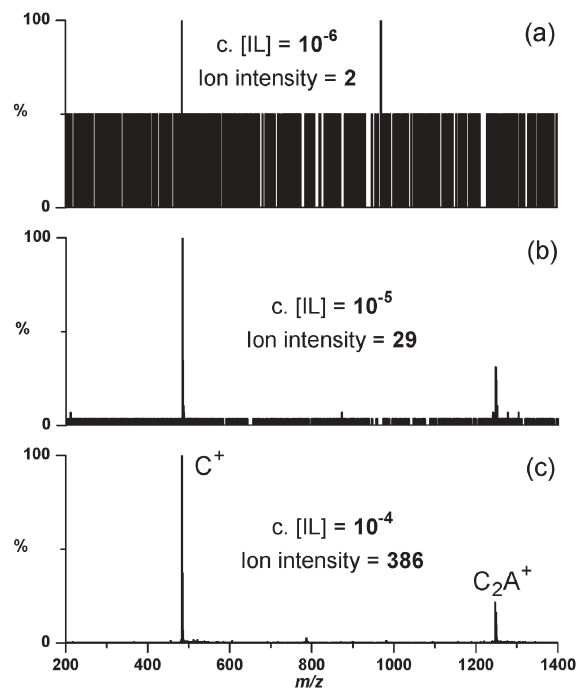 100
(a)
c. [IL] = 10⁻⁶
Ion intensity = 2
%
0
100
(b)
c. [IL] = 10⁻⁵
Ion intensity = 29
%
0
100
C⁺
(c)
c. [IL] = 10⁻⁴
%
Ion intensity = 386
C₂A⁺
0
200 400 600 800 1000 1200 1400
m/z